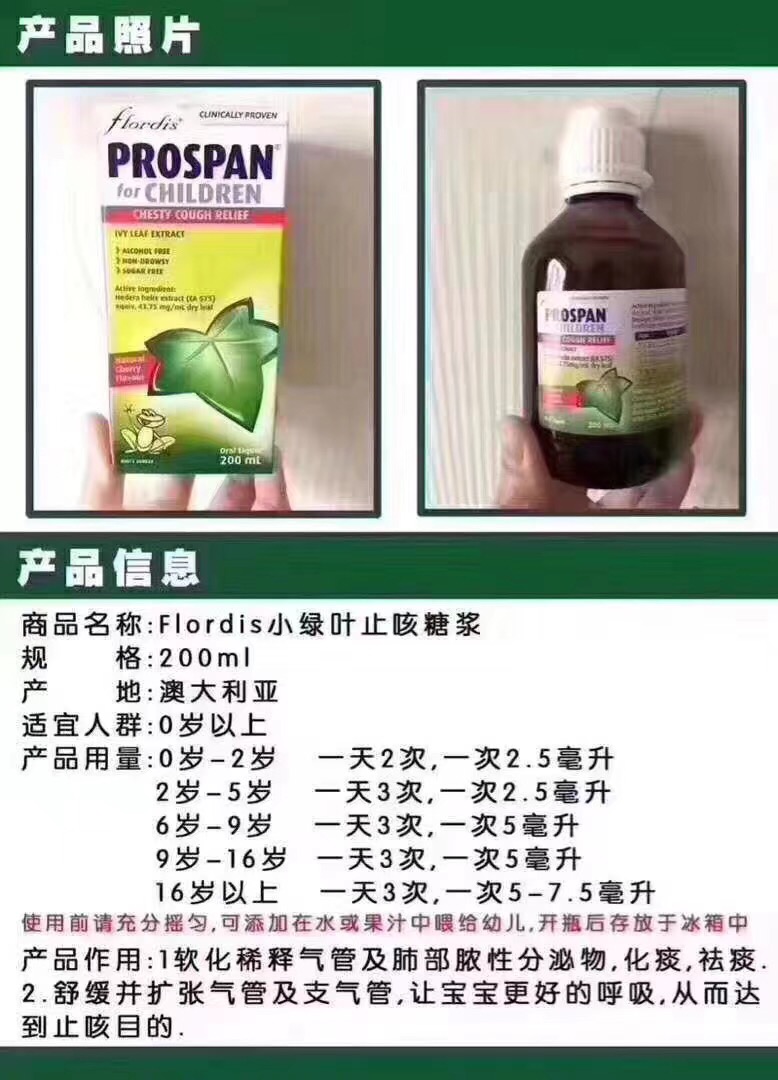 产品照片
flordis
CLINICALLY PROVEN
PROSPAN®
for CHILDREN
CHESTY COUGH RELIEF
IVY LEAF EXTRACT
ALCOHOL FREE
NON-DROWSY
SUGAR FREE
Active Ingredient:
Hedera helix extract (EA 575)
equiv. 43.75 mg/mL dry leaf
Natural
Cherry
Flavour
Oral Liquid
200 mL
PROSPAN
CHILDREN
COUGH RELIEF
200 mL
产品信息
商品名称:Flordis小绿叶止咳糖浆
规 格:200ml
产 地:澳大利亚
适宜人群:0岁以上
产品用量:0岁-2岁 一天2次,一次2.5毫升
2岁-5岁 一天3次,一次2.5毫升
6岁-9岁 一天3次,一次5毫升
9岁-16岁 一天3次,一次5毫升
16岁以上 一天3次,一次5-7.5毫升
使用前请充分摇匀,可添加在水或果汁中喂给幼儿,开瓶后存放于冰箱中
产品作用:1软化稀释气管及肺部脓性分泌物,化痰,祛痰.
2.舒缓并扩张气管及支气管,让宝宝更好的呼吸,从而达
到止咳目的.